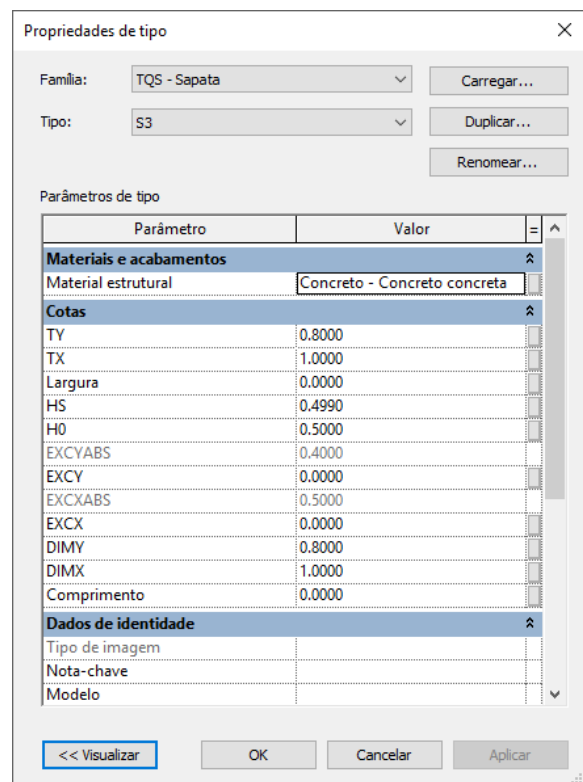 Propriedades de tipo
Família: TQS - Sapata Carregar...
Tipo: S3 Duplicar...
Renomear...
Parâmetros de tipo
Parâmetro Valor =
Materiais e acabamentos
Material estrutural Concreto - Concreto concreta
Cotas
TY 0.8000
TX 1.0000
Largura 0.0000
HS 0.4990
H0 0.5000
EXCYABS 0.4000
EXCY 0.0000
EXCXABS 0.5000
EXCX 0.0000
DIMY 0.8000
DIMX 1.0000
Comprimento 0.0000
Dados de identidade
Tipo de imagem
Nota-chave
Modelo
<< Visualizar OK Cancelar Aplicar